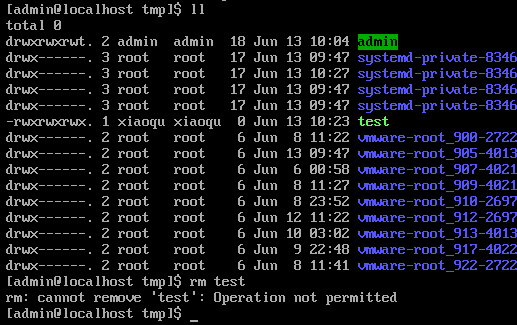 [admin@localhost tmp]$ ll
total 0
drwxrwxrwt. 2 admin  admin  18 Jun 13 10:04 admin
drwx------. 3 root   root   17 Jun 13 09:47 systemd-private-8346
drwx------. 3 root   root   17 Jun 13 10:27 systemd-private-8346
drwx------. 3 root   root   17 Jun 13 09:47 systemd-private-8346
drwx------. 3 root   root   17 Jun 13 09:47 systemd-private-8346
-rwxrwxrwx. 1 xiaoqu xiaoqu  0 Jun 13 10:23 test
drwx------. 2 root   root    6 Jun  8 11:22 vmware-root_900-2722
drwx------. 2 root   root    6 Jun 13 09:47 vmware-root_905-4013
drwx------. 2 root   root    6 Jun  6 00:58 vmware-root_907-4021
drwx------. 2 root   root    6 Jun  8 11:27 vmware-root_909-4021
drwx------. 2 root   root    6 Jun  8 23:52 vmware-root_910-2697
drwx------. 2 root   root    6 Jun 12 11:22 vmware-root_912-2697
drwx------. 2 root   root    6 Jun 10 03:02 vmware-root_913-4013
drwx------. 2 root   root    6 Jun  9 22:48 vmware-root_917-4022
drwx------. 2 root   root    6 Jun  8 11:41 vmware-root_922-2722
[admin@localhost tmp]$ rm test
rm: cannot remove 'test': Operation not permitted
[admin@localhost tmp]$ _